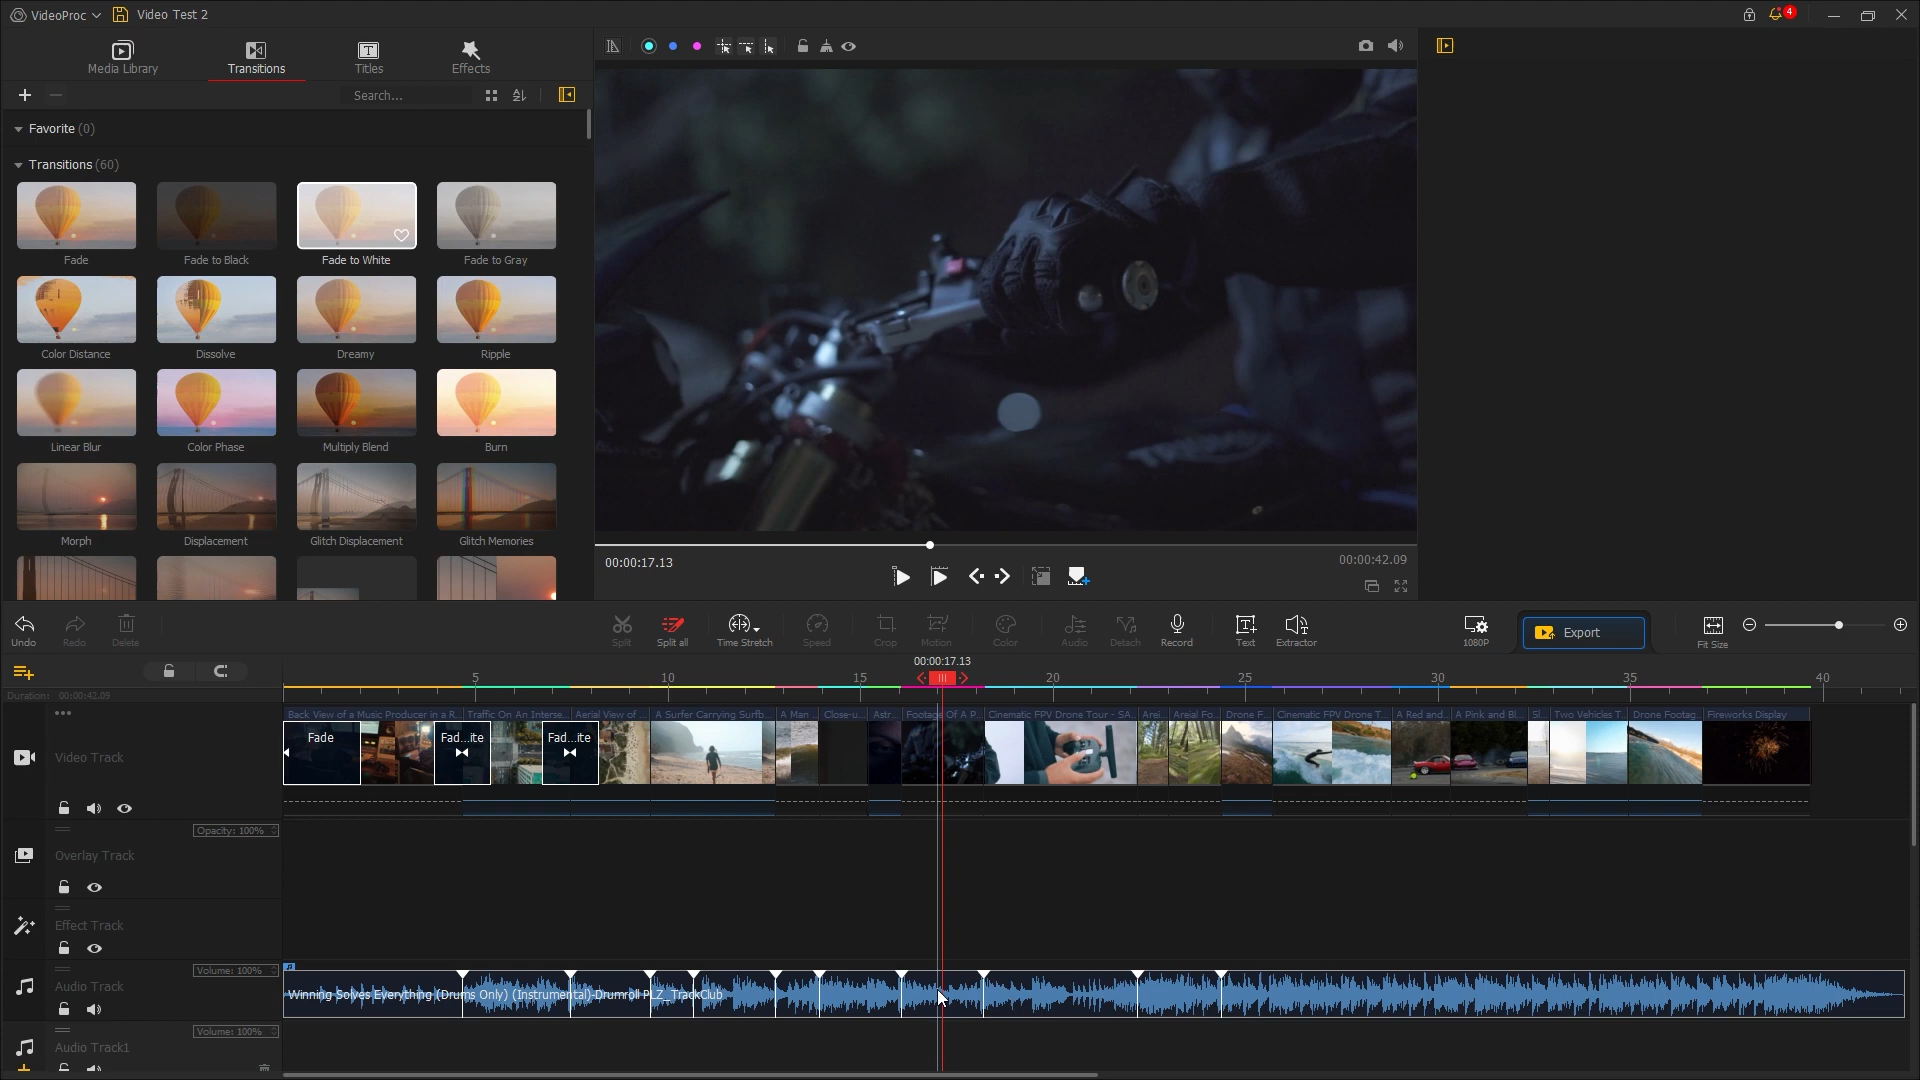 VideoProc
Video Test 2
4
Media Library
Transitions
Titles
Effects
Search...
Favorite (0)
Transitions (60)
Fade
Fade to Black
Fade to White
Fade to Gray
Color Distance
Dissolve
Dreamy
Ripple
Linear Blur
Color Phase
Multiply Blend
Burn
Morph
Displacement
Glitch Displacement
Glitch Memories
00:00:17.13
00:00:42.09
Undo
Redo
Delete
Split
Split all
Time Stretch
Speed
Crop
Motion
Color
Audio
Detach
Record
Text
Extractor
1080P
Export
Fit Size
00:00:17.13
5
10
15
20
25
30
35
40
Duration: 00:00:42.09
Back View of a Music Producer in a R...
Traffic On An Interse...
Aerial View of ...
A Surfer Carrying Surfb...
A Man ...
Close-u...
Astr...
Footage Of A P...
Cinematic FPV Drone Tour - SA...
Arei...
Areial Fo...
Drone F...
Cinematic FPV Drone T...
A Red and...
A Pink and Bl...
Sl...
Two Vehicles T...
Drone Footag...
Fireworks Display
Fade
Fad...ite
Fad...ite
Video Track
Opacity: 100%
Overlay Track
Effect Track
Volume: 100%
Audio Track
Winning Solves Everything (Drums Only) (Instrumental)-Drumroll PLZ_TrackClub
Volume: 100%
Audio Track1